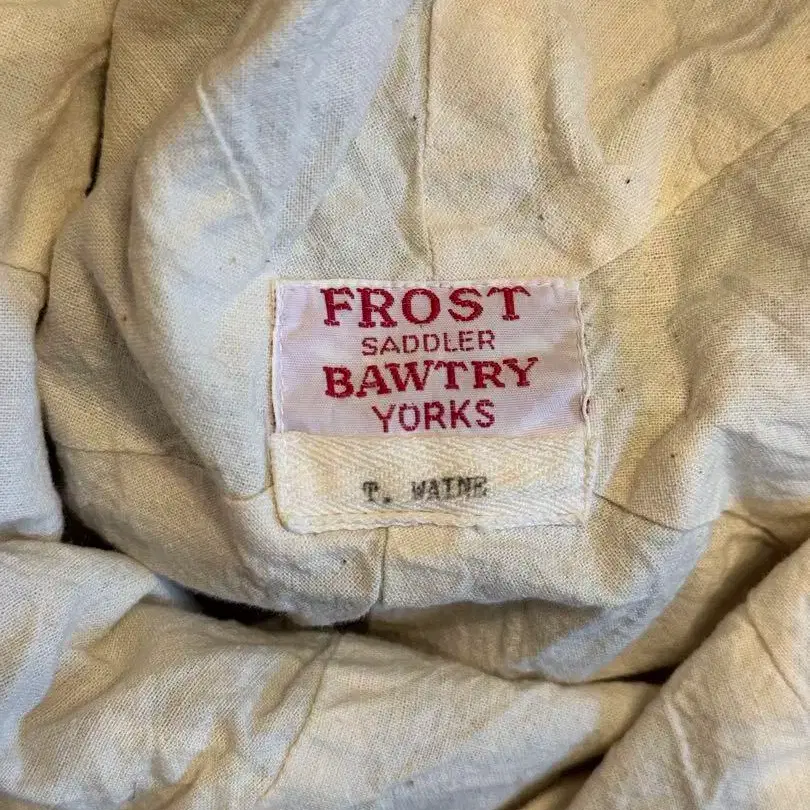 FROST
SADDLER
BAWTRY
YORKS
T. WAINE